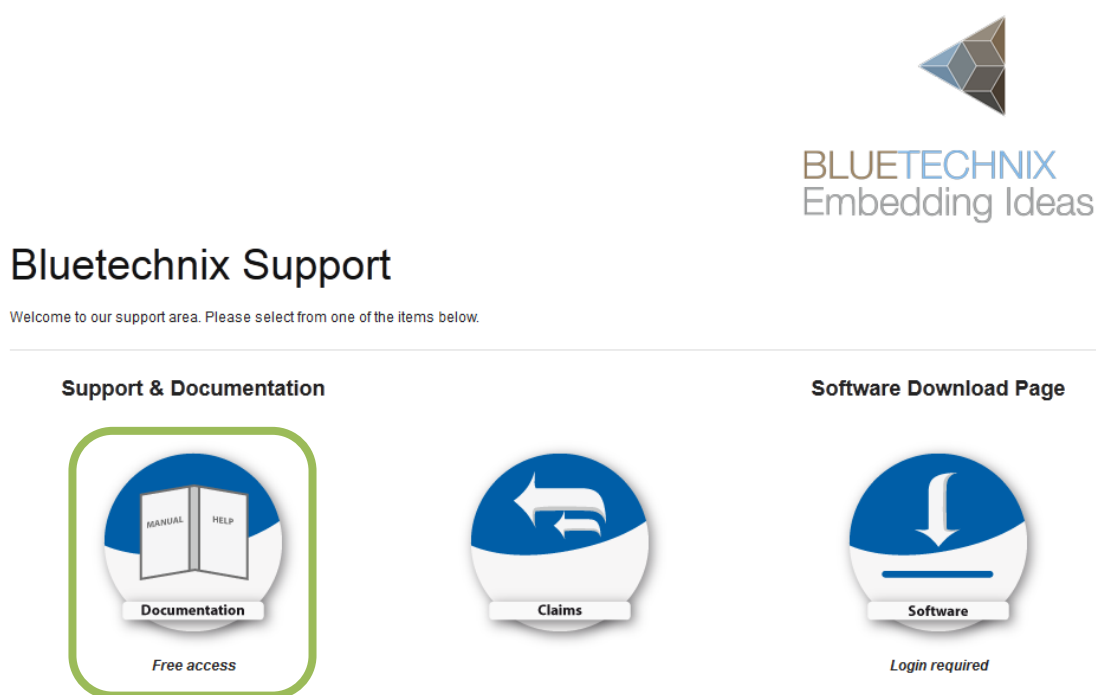 BLUETECHNIX
Embedding Ideas
Bluetechnix Support
Welcome to our support area. Please select from one of the items below.
Support & Documentation
Software Download Page
MANUAL HELP
Documentation
Claims
Software
Free access
Login required